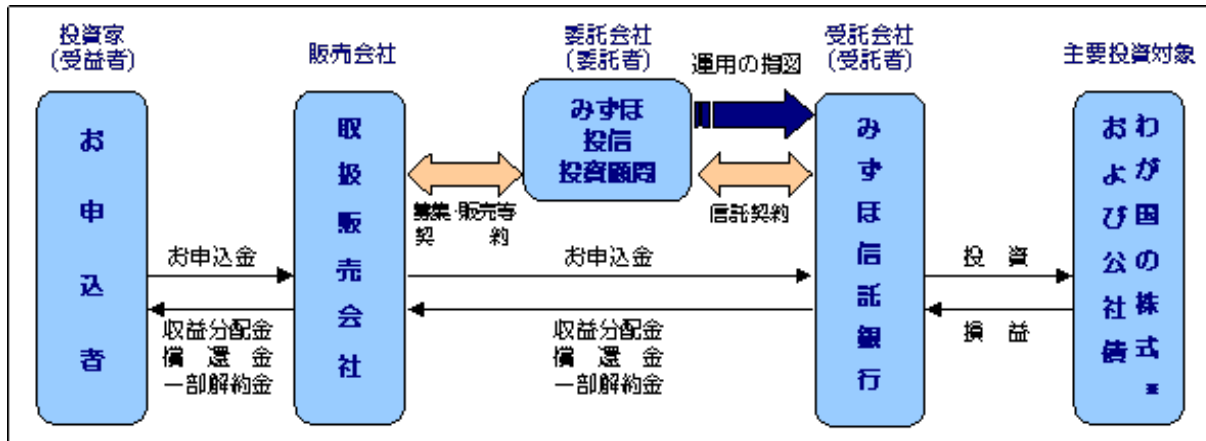 投資家
(受益者)
販売会社
委託会社
(委託者)
運用の指図
受託会社
(受託者)
主要投資対象
お申込者
取扱販売会社
みずほ
投信
投資顧問
みずほ信託銀行
わが国の株式※
および公社債
募集・販売等
契約
信託契約
お申込金
お申込金
投資
収益分配金
償還金
一部解約金
収益分配金
償還金
一部解約金
損益